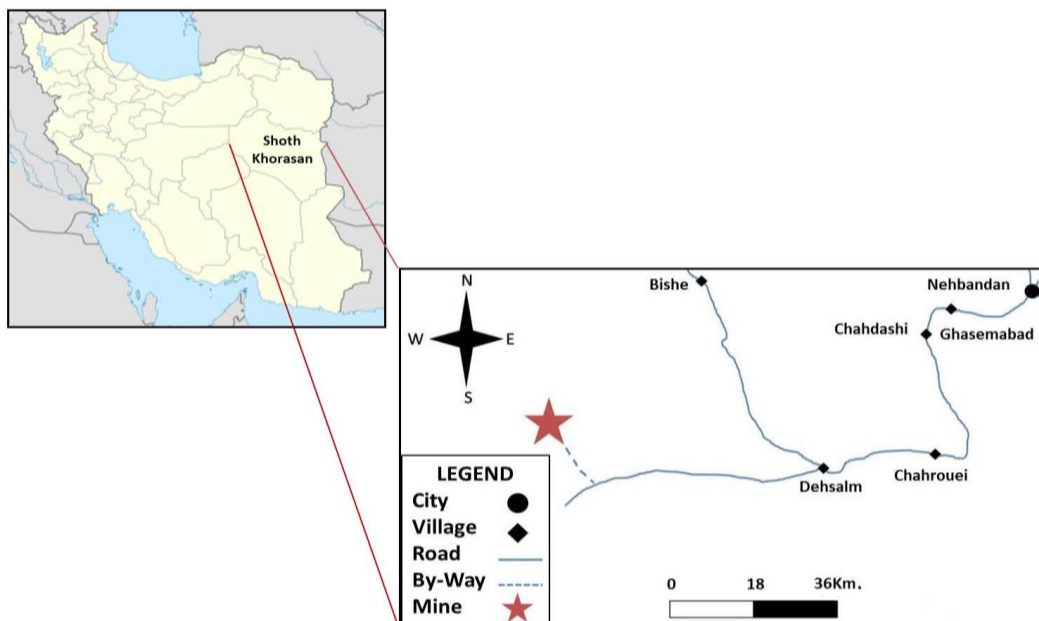 Shoth
Khorasan
N
W E
S
Bishe
Nehbandan
Chahdashi
Ghasemabad
Chahrouei
Dehsalm
LEGEND
City
Village
Road
By-Way
Mine
0 18 36Km.